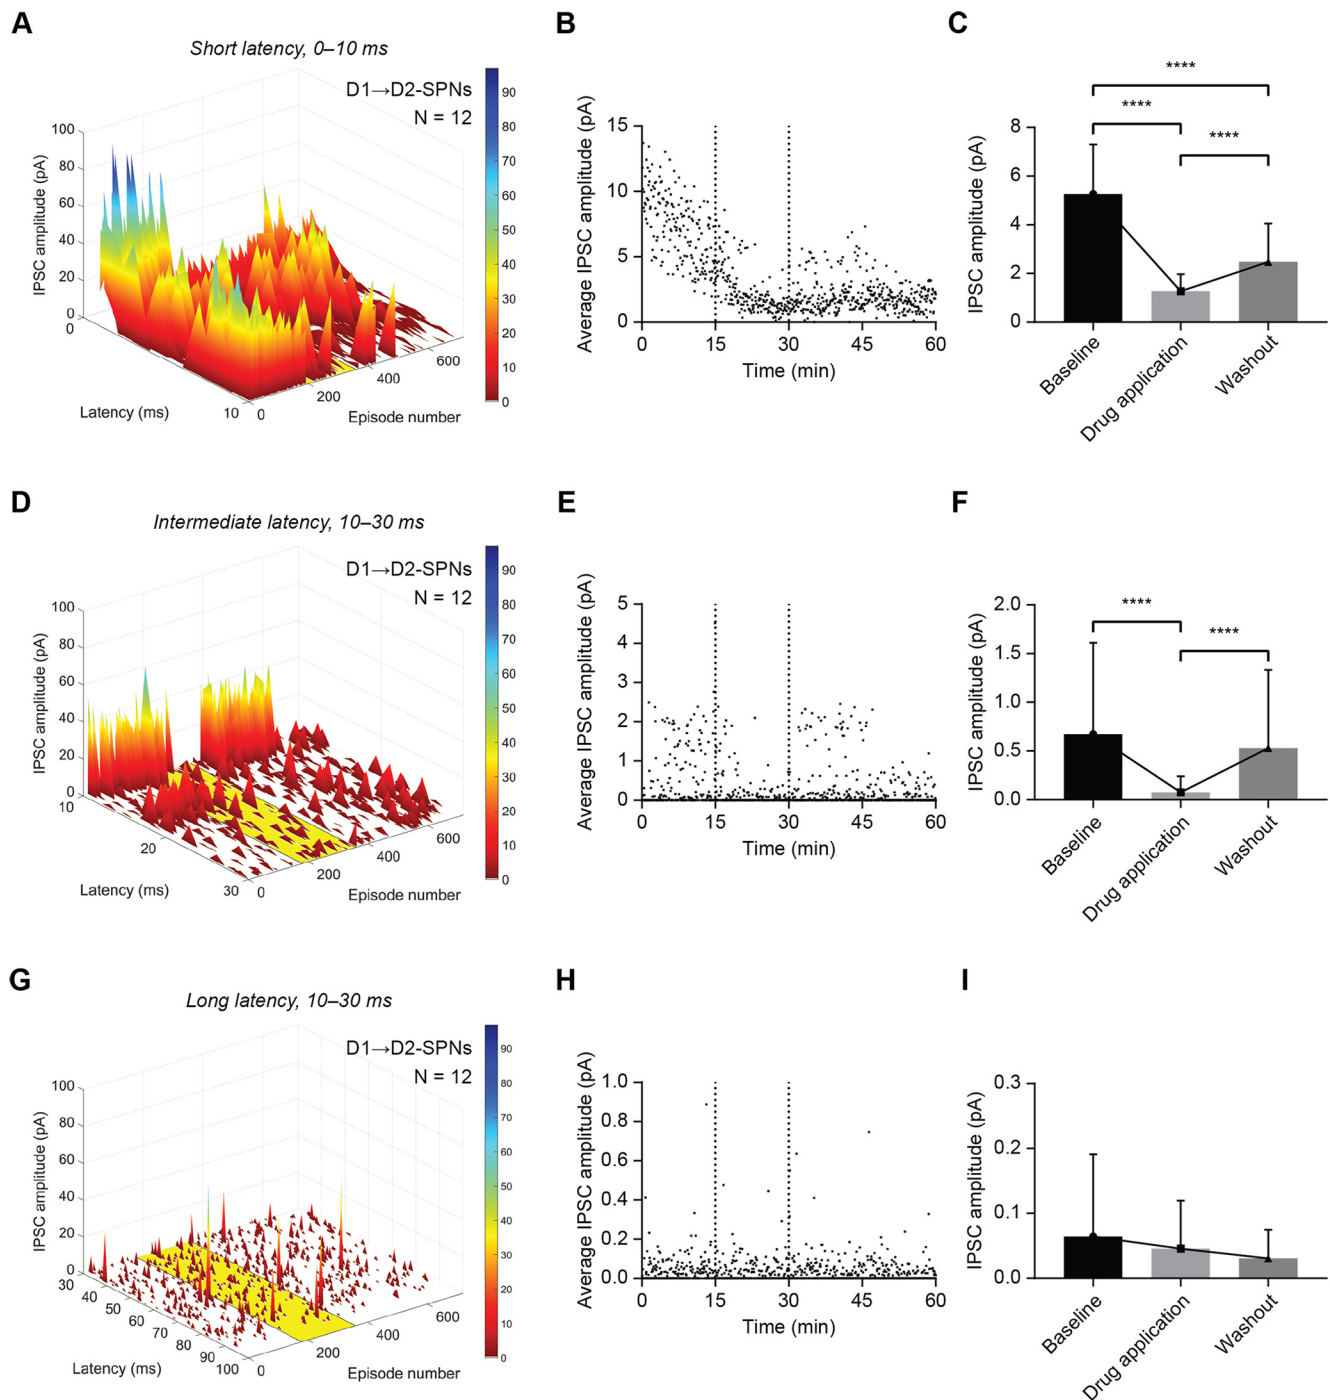 A
Short latency, 0–10 ms
D1→D2-SPNs
N = 12
IPSC amplitude (pA)
100
80
60
40
20
0
0
Latency (ms)
10
0
200
400
600
Episode number
90
80
70
60
50
40
30
20
10
0
B
Average IPSC amplitude (pA)
15
10
5
0
0
15
30
45
60
Time (min)
C
IPSC amplitude (pA)
8
6
4
2
0
****
****
****
Baseline
Drug application
Washout
D
Intermediate latency, 10–30 ms
D1→D2-SPNs
N = 12
IPSC amplitude (pA)
100
80
60
40
20
0
10
20
30
Latency (ms)
0
200
400
600
Episode number
90
80
70
60
50
40
30
20
10
0
E
Average IPSC amplitude (pA)
5
4
3
2
1
0
0
15
30
45
60
Time (min)
F
IPSC amplitude (pA)
2.0
1.5
1.0
0.5
0.0
****
****
Baseline
Drug application
Washout
G
Long latency, 10–30 ms
D1→D2-SPNs
N = 12
IPSC amplitude (pA)
100
80
60
40
20
0
30
40
50
60
70
80
90
100
Latency (ms)
0
200
400
600
Episode number
90
80
70
60
50
40
30
20
10
0
H
Average IPSC amplitude (pA)
1.0
0.8
0.6
0.4
0.2
0.0
0
15
30
45
60
Time (min)
I
IPSC amplitude (pA)
0.3
0.2
0.1
0.0
Baseline
Drug application
Washout